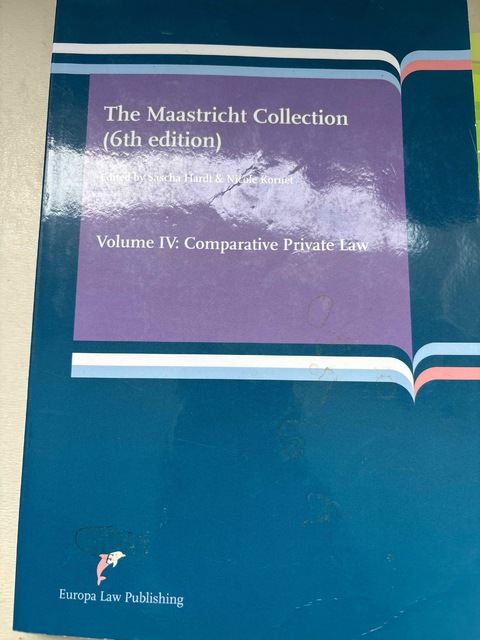 The Maastricht Collection
(6th edition)
Edited by Sascha Hardt & Nicole Kornet
Volume IV: Comparative Private Law
Europa Law Publishing